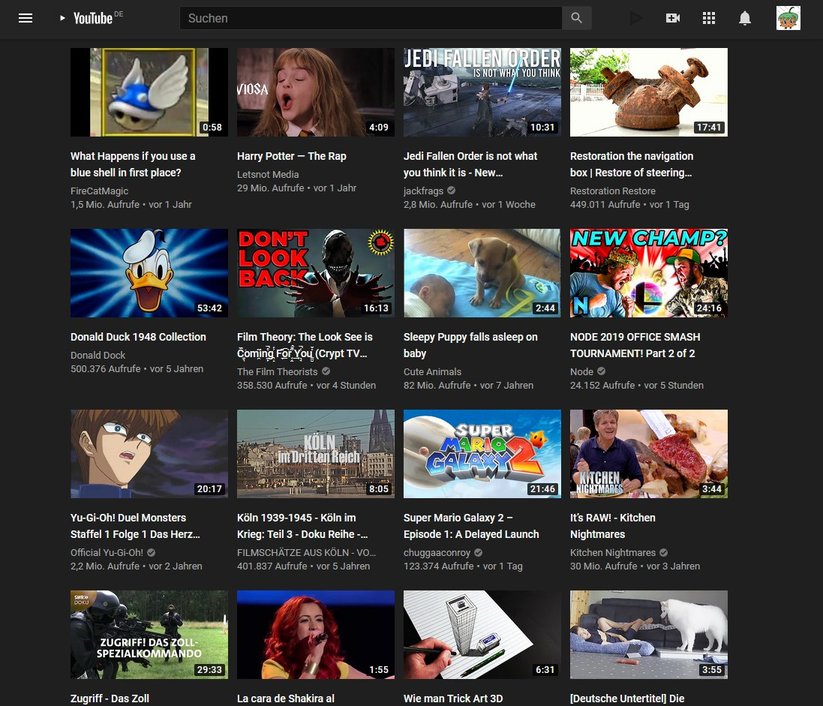 YouTube DE
Suchen
0:58
VIOSA
4:09
JEDI FALLEN ORDER
IS NOT WHAT YOU THINK
10:31
17:41
What Happens if you use a
blue shell in first place?
FireCatMagic
1,5 Mio. Aufrufe • vor 1 Jahr
Harry Potter — The Rap
Letsnot Media
29 Mio. Aufrufe • vor 1 Jahr
Jedi Fallen Order is not what
you think it is - New...
jackfrags
2,8 Mio. Aufrufe • vor 1 Woche
Restoration the navigation
box | Restore of steering...
Restoration Restore
449.011 Aufrufe • vor 1 Tag
53:42
DON'T
LOOK
BACK
16:13
2:44
NEW CHAMP?
N
24:16
Donald Duck 1948 Collection
Donald Dock
500.376 Aufrufe • vor 5 Jahren
Film Theory: The Look See is
Coming For You (Crypt TV...
The Film Theorists
358.530 Aufrufe • vor 4 Stunden
Sleepy Puppy falls asleep on
baby
Cute Animals
82 Mio. Aufrufe • vor 7 Jahren
NODE 2019 OFFICE SMASH
TOURNAMENT! Part 2 of 2
Node
24.152 Aufrufe • vor 5 Stunden
20:17
KÖLN
im Dritten Reich
8:05
SUPER
MARIO
GALAXY 2
21:46
KITCHEN
NIGHTMARES
3:44
Yu-Gi-Oh! Duel Monsters
Staffel 1 Folge 1 Das Herz...
Official Yu-Gi-Oh!
2,2 Mio. Aufrufe • vor 2 Jahren
Köln 1939-1945 - Köln im
Krieg: Teil 3 - Doku Reihe -...
FILMSCHÄTZE AUS KÖLN - VO...
401.837 Aufrufe • vor 5 Jahren
Super Mario Galaxy 2 –
Episode 1: A Delayed Launch
chuggaaconroy
123.374 Aufrufe • vor 1 Tag
It's RAW! - Kitchen
Nightmares
Kitchen Nightmares
30 Mio. Aufrufe • vor 3 Jahren
DOKU
ZUGRIFF! DAS ZOLL-
SPEZIALKOMMANDO
29:33
1:55
6:31
3:55
Zugriff - Das Zoll
La cara de Shakira al
Wie man Trick Art 3D
[Deutsche Untertitel] Die